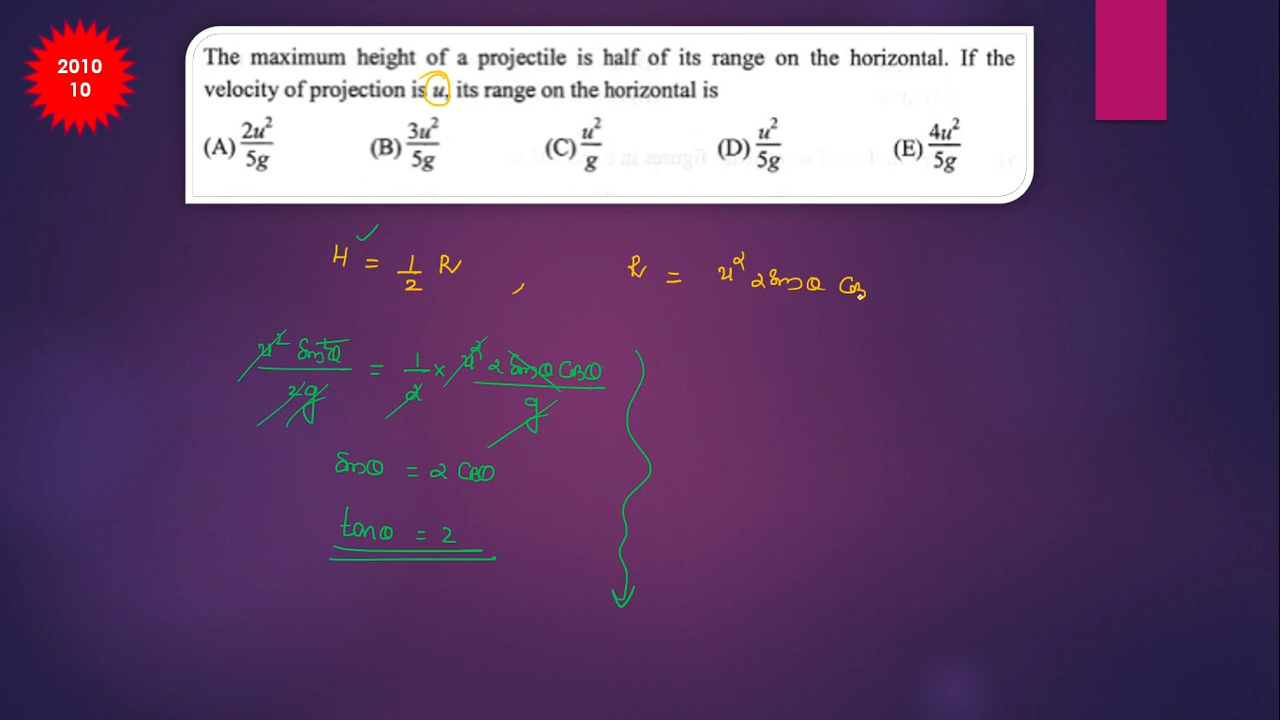 2010
10
The maximum height of a projectile is half of its range on the horizontal. If the
velocity of projection is u, its range on the horizontal is
(A) 2u²/5g (B) 3u²/5g (C) u²/g (D) u²/5g (E) 4u²/5g
H = 1/2 R , R = u² 2 sinθ cos
u² sin²θ / 2g = 1/2 × u² 2 sinθ cosθ / g
sinθ = 2 cosθ
tanθ = 2